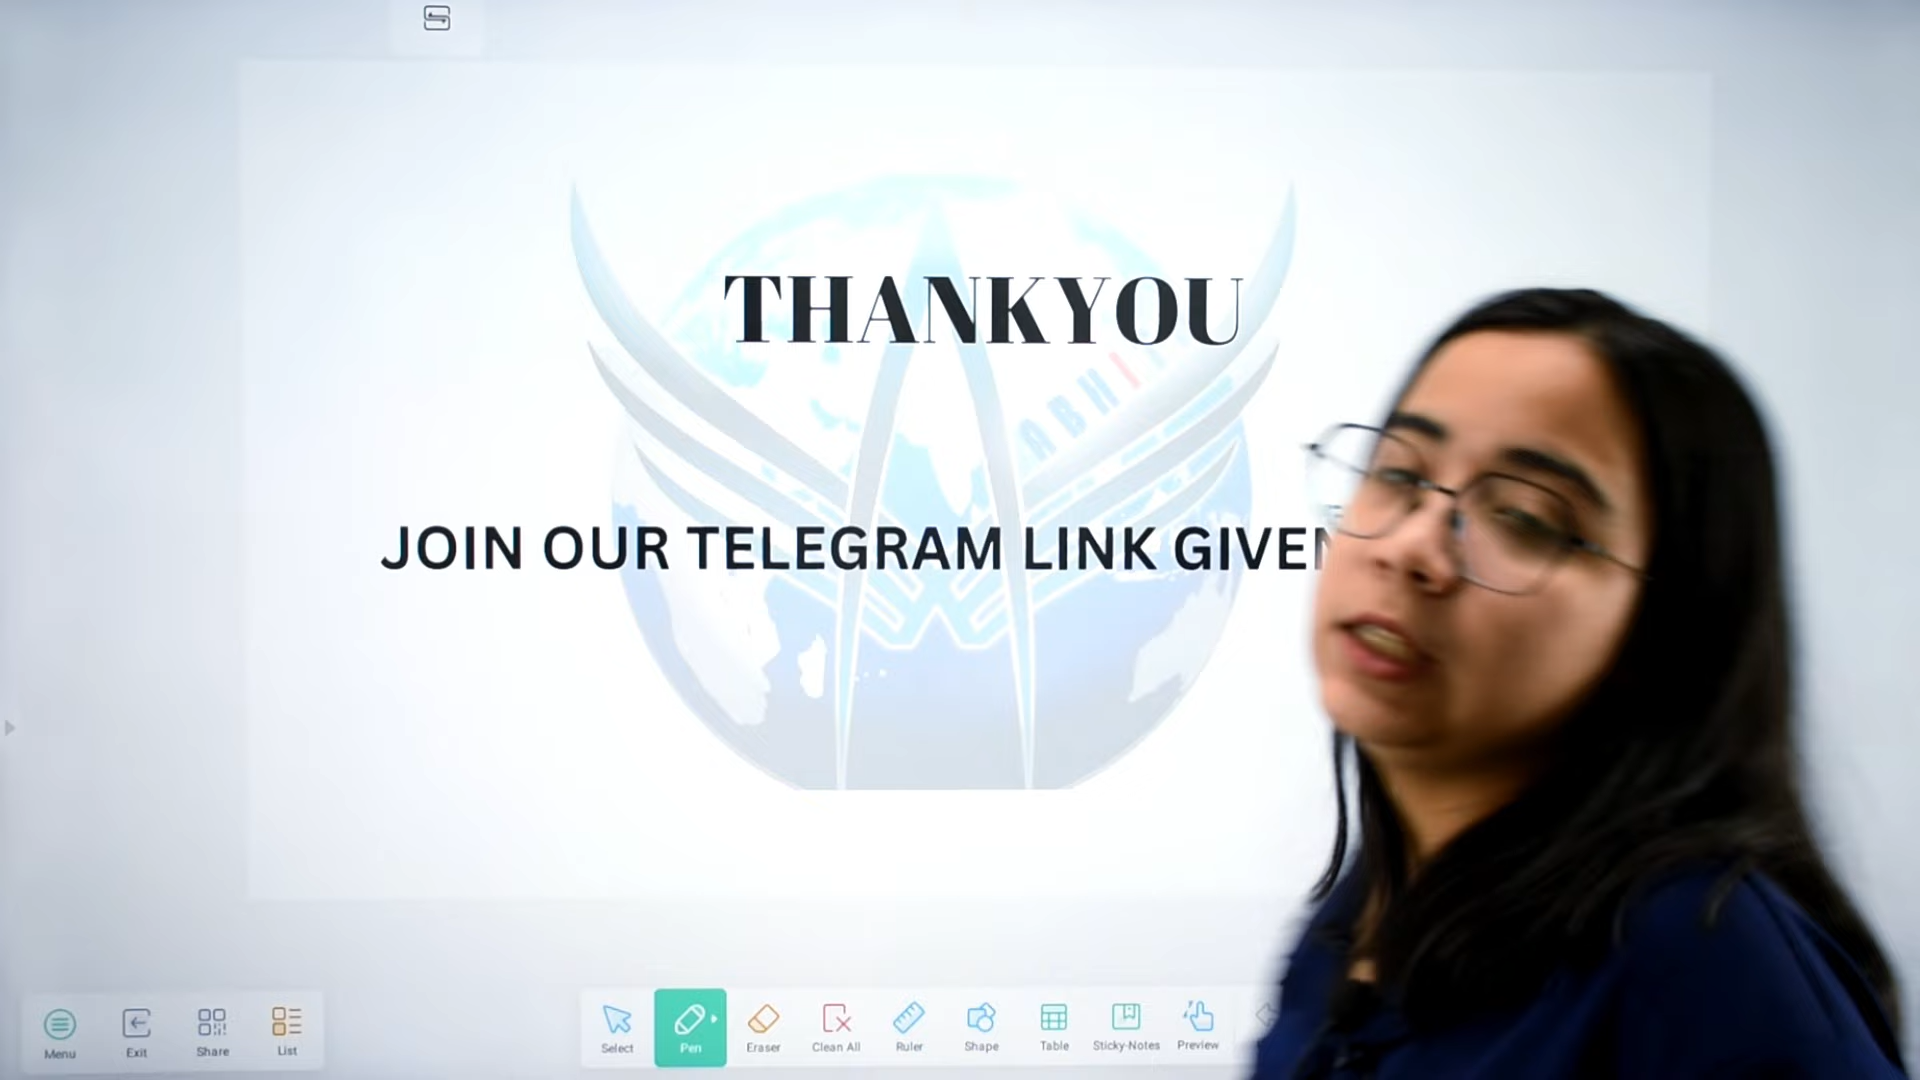 THANKYOU
ABHI
JOIN OUR TELEGRAM LINK GIVEN
Menu
Exit
Share
List
Select
Pen
Eraser
Clean All
Ruler
Shape
Table
Sticky-Notes
Preview